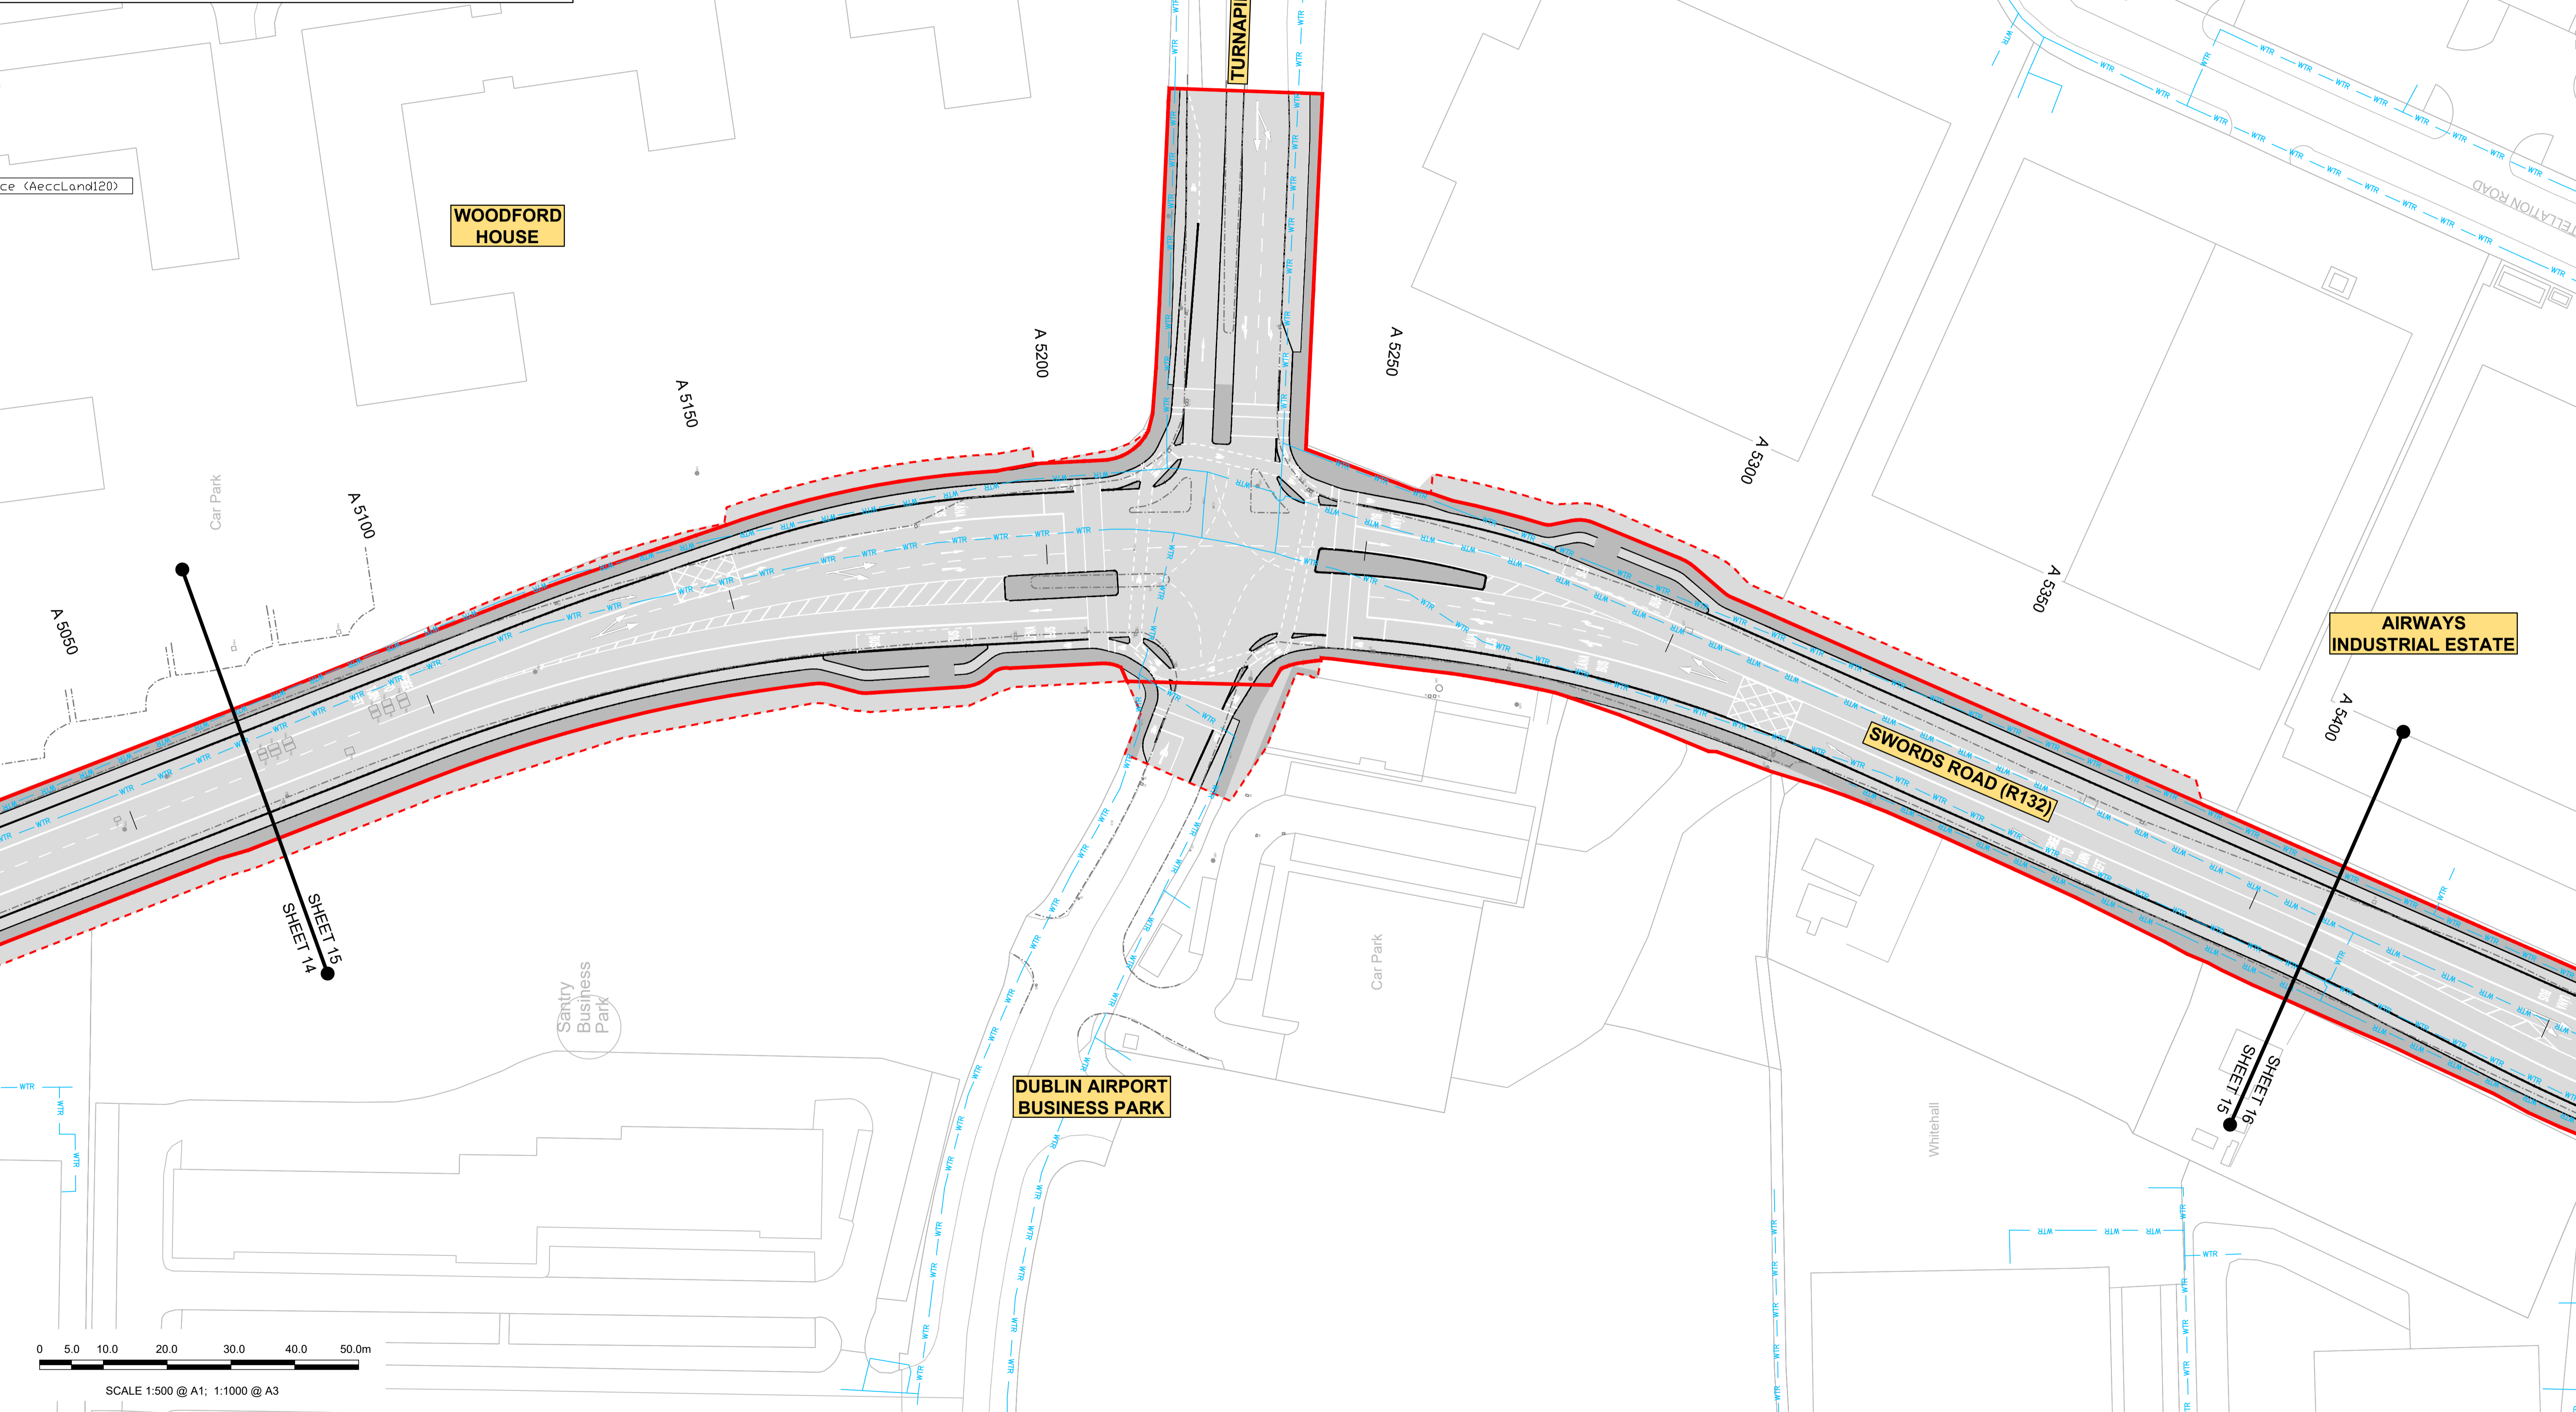 TURNAPI
ce (AeccLand120)
WOODFORD
HOUSE
TELLATION ROAD
A 5050
A 5100
A 5150
A 5200
A 5250
A 5300
A 5350
A 5400
Car Park
AIRWAYS
INDUSTRIAL ESTATE
SWORDS ROAD (R132)
SHEET 15
SHEET 14
SHEET 16
SHEET 15
Santry
Business
Park
Car Park
DUBLIN AIRPORT
BUSINESS PARK
Whitehall
WTR
0 5.0 10.0 20.0 30.0 40.0 50.0m
SCALE 1:500 @ A1; 1:1000 @ A3